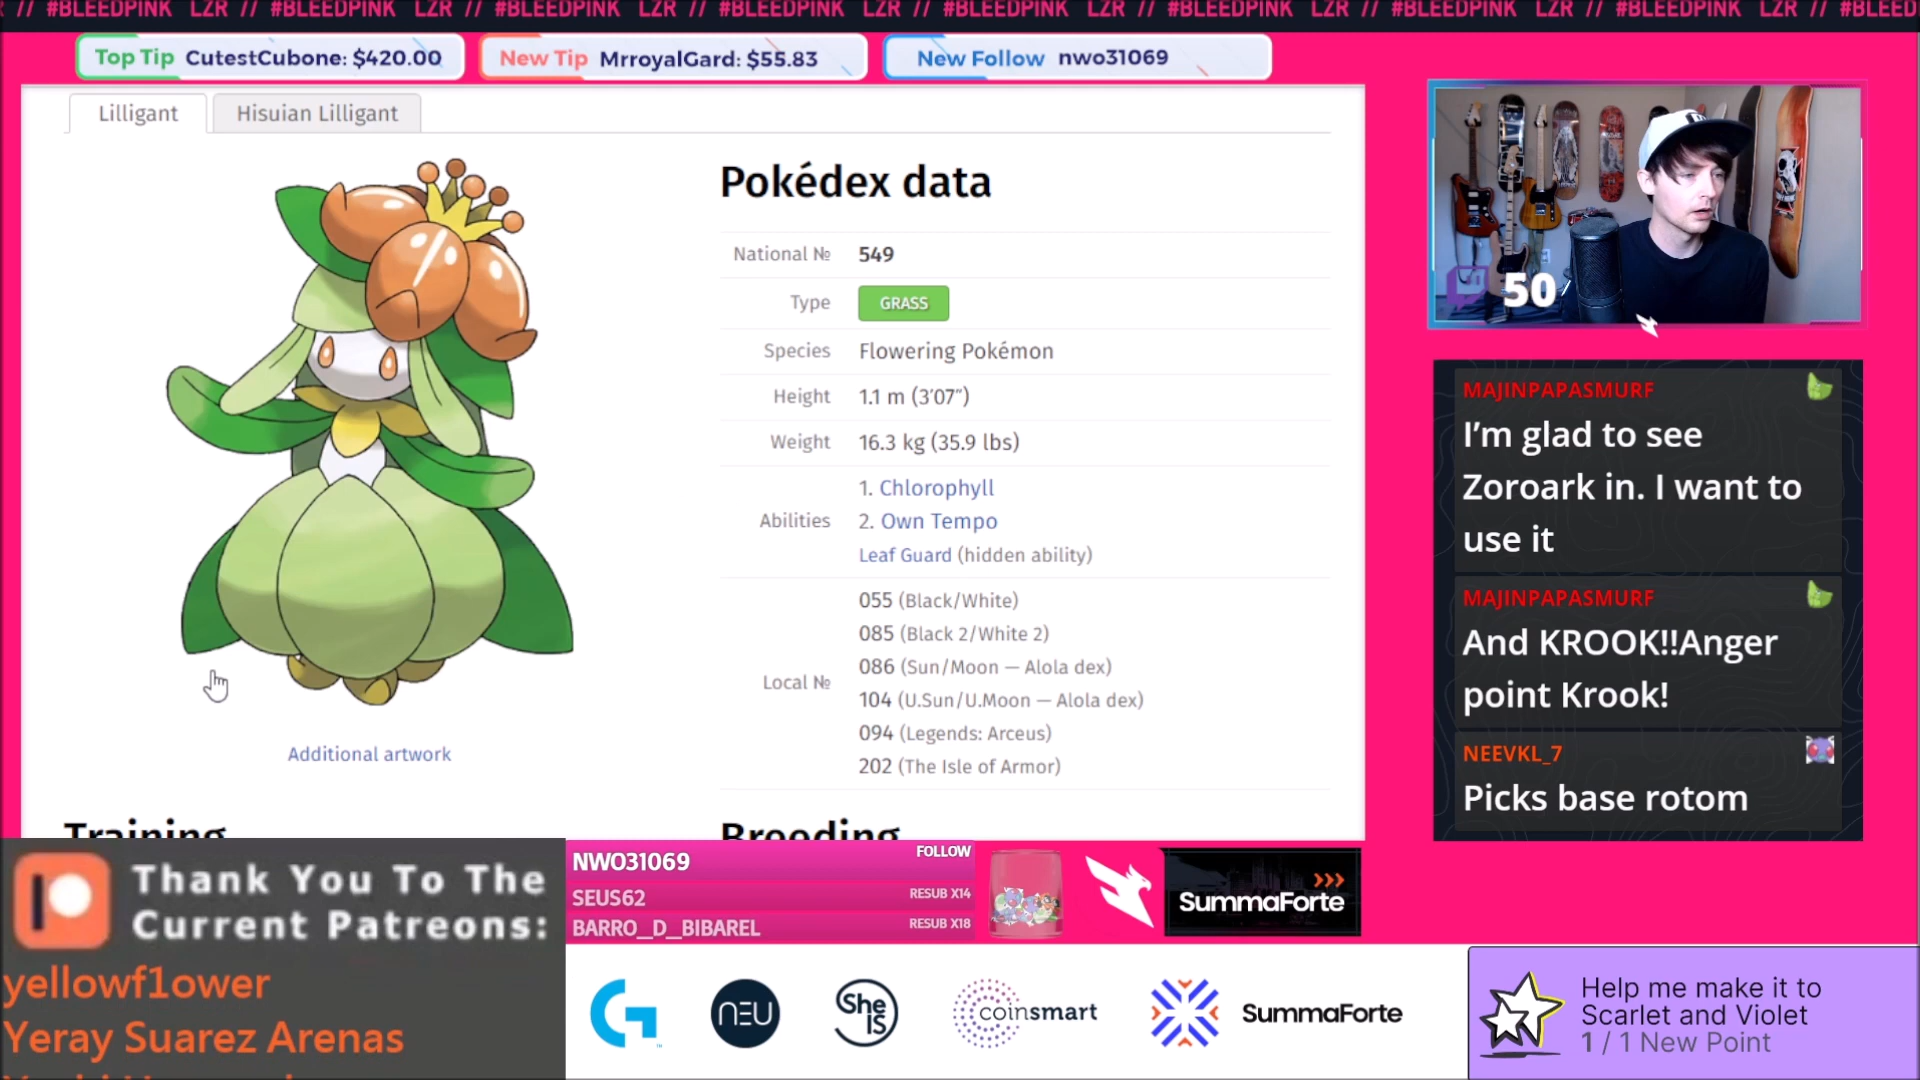 // #BLEEDPINK LZR // #BLEEDPINK LZR // #BLEEDPINK LZR // #BLEEDPINK LZR // #BLEEDPINK LZR // #BLEEDPINK LZR // #BLEEDPINK LZR // #BLEEDPINK LZR // #BLEED
Top Tip CutestCubone: $420.00
New Tip MrroyalGard: $55.83
New Follow nwo31069
Lilligant
Hisuian Lilligant
Pokédex data
National № 549
Type GRASS
Species Flowering Pokémon
Height 1.1 m (3′07″)
Weight 16.3 kg (35.9 lbs)
Abilities
1. Chlorophyll
2. Own Tempo
Leaf Guard (hidden ability)
Local №
055 (Black/White)
085 (Black 2/White 2)
086 (Sun/Moon — Alola dex)
104 (U.Sun/U.Moon — Alola dex)
094 (Legends: Arceus)
202 (The Isle of Armor)
Additional artwork
Training
Breeding
50
MAJINPAPASMURF
I’m glad to see
Zoroark in. I want to
use it
MAJINPAPASMURF
And KROOK!!Anger
point Krook!
NEEVKL_7
Picks base rotom
Thank You To The
Current Patreons:
yellowf1ower
Yeray Suarez Arenas
NWO31069 FOLLOW
SEUS62 RESUB X14
BARRO__D__BIBAREL RESUB X18
SummaForte
G
NEU
She
IS
coinsmart
SummaForte
Help me make it to
Scarlet and Violet
1 / 1 New Point